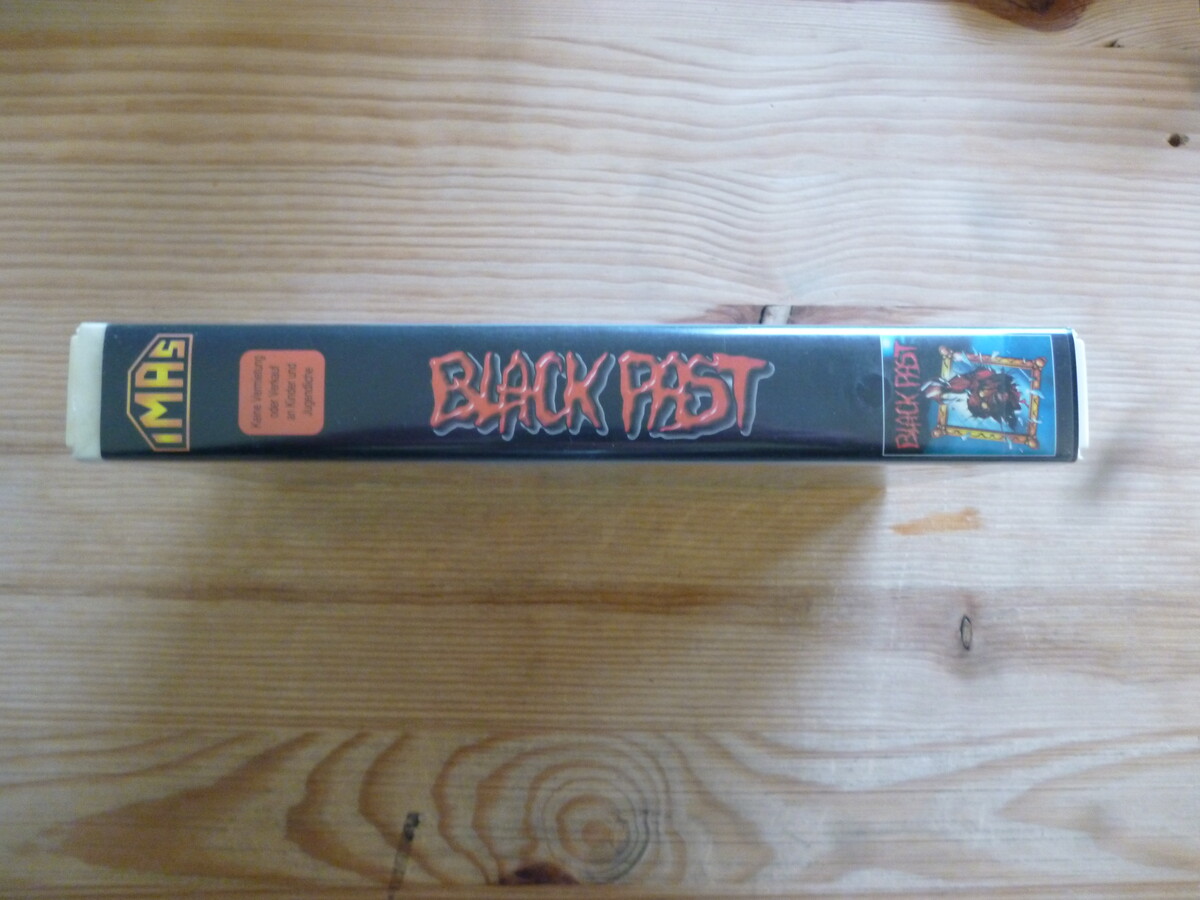 iMAS
Keine Vermietung
oder Verkauf
an Kinder und
Jugendliche
BLACK PAST
BLACK PAST